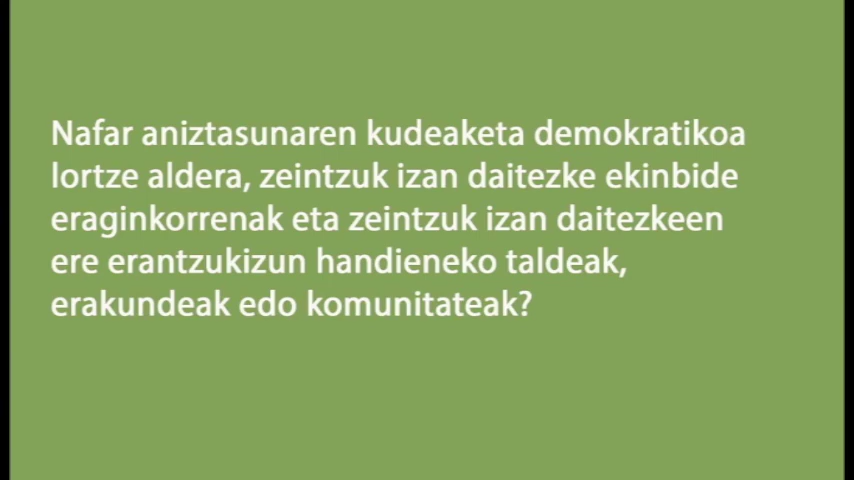 Nafar aniztasunaren kudeaketa demokratikoa
lortze aldera, zeintzuk izan daitezke ekinbide
eraginkorrenak eta zeintzuk izan daitezkeen
ere erantzukizun handieneko taldeak,
erakundeak edo komunitateak?